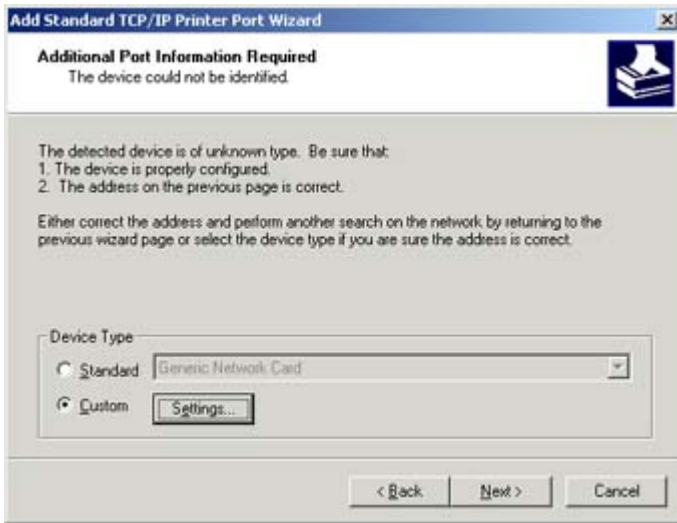 Add Standard TCP/IP Printer Port Wizard
Additional Port Information Required
The device could not be identified.
The detected device is of unknown type. Be sure that:
1. The device is properly configured.
2. The address on the previous page is correct.
Either correct the address and perform another search on the network by returning to the
previous wizard page or select the device type if you are sure the address is correct.
Device Type
Standard Generic Network Card
Custom Settings...
< Back Next > Cancel